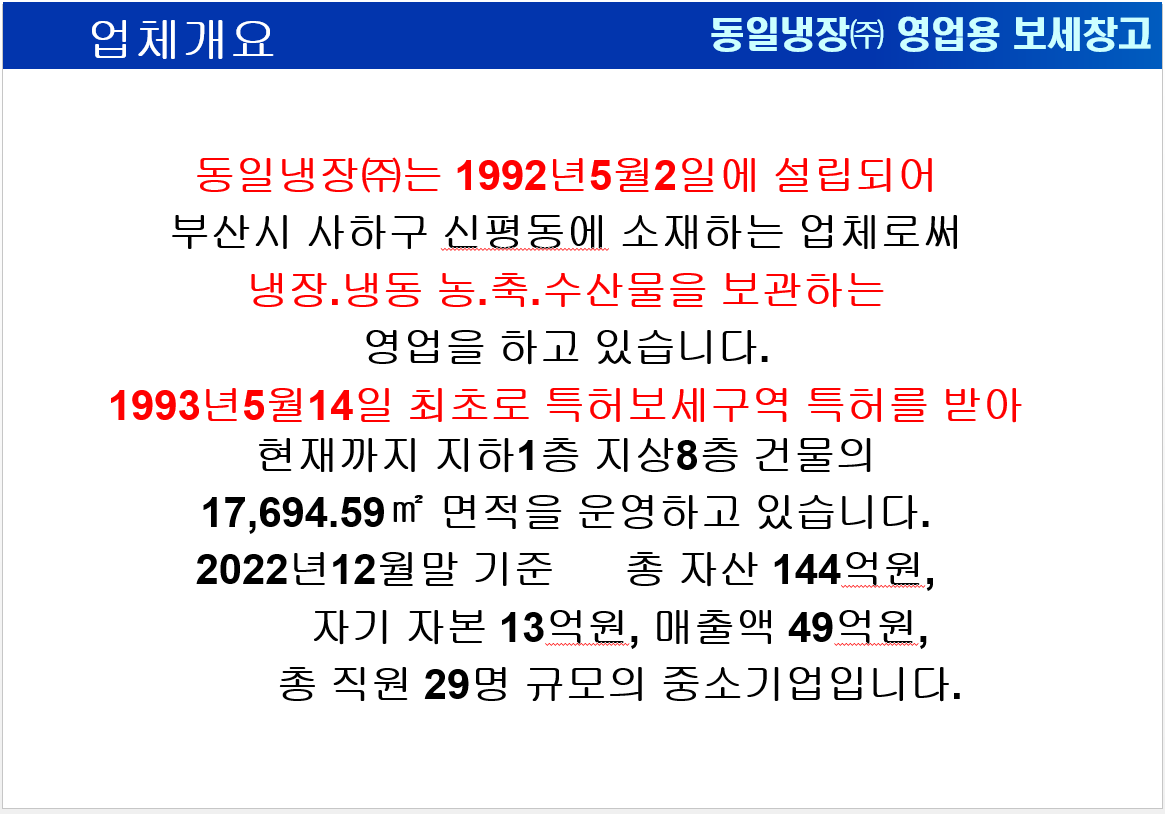 업체개요
동일냉장㈜ 영업용 보세창고
동일냉장㈜는 1992년5월2일에 설립되어
부산시 사하구 신평동에 소재하는 업체로써
냉장.냉동 농.축.수산물을 보관하는
영업을 하고 있습니다.
1993년5월14일 최초로 특허보세구역 특허를 받아
현재까지 지하1층 지상8층 건물의
17,694.59㎡ 면적을 운영하고 있습니다.
2022년12월말 기준 총 자산 144억원,
자기 자본 13억원, 매출액 49억원,
총 직원 29명 규모의 중소기업입니다.